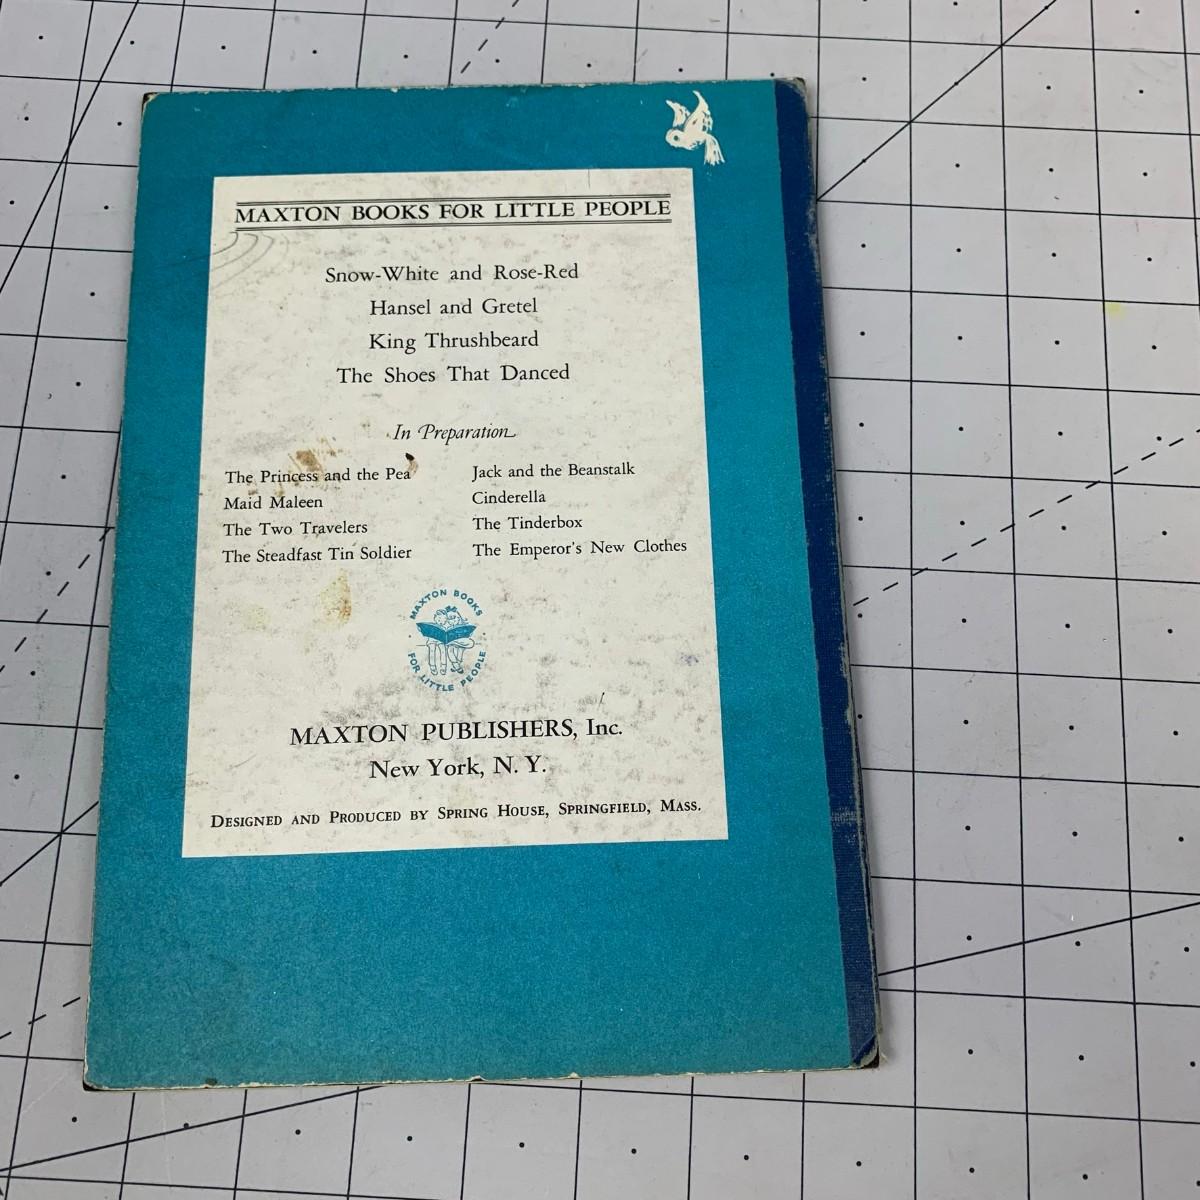 MAXTON BOOKS FOR LITTLE PEOPLE
Snow-White and Rose-Red
Hansel and Gretel
King Thrushbeard
The Shoes That Danced
In Preparation
The Princess and the Pea
Maid Maleen
The Two Travelers
The Steadfast Tin Soldier
Jack and the Beanstalk
Cinderella
The Tinderbox
The Emperor's New Clothes
MAXTON BOOKS
FOR LITTLE PEOPLE
MAXTON PUBLISHERS, Inc.
New York, N. Y.
DESIGNED AND PRODUCED BY SPRING HOUSE, SPRINGFIELD, MASS.